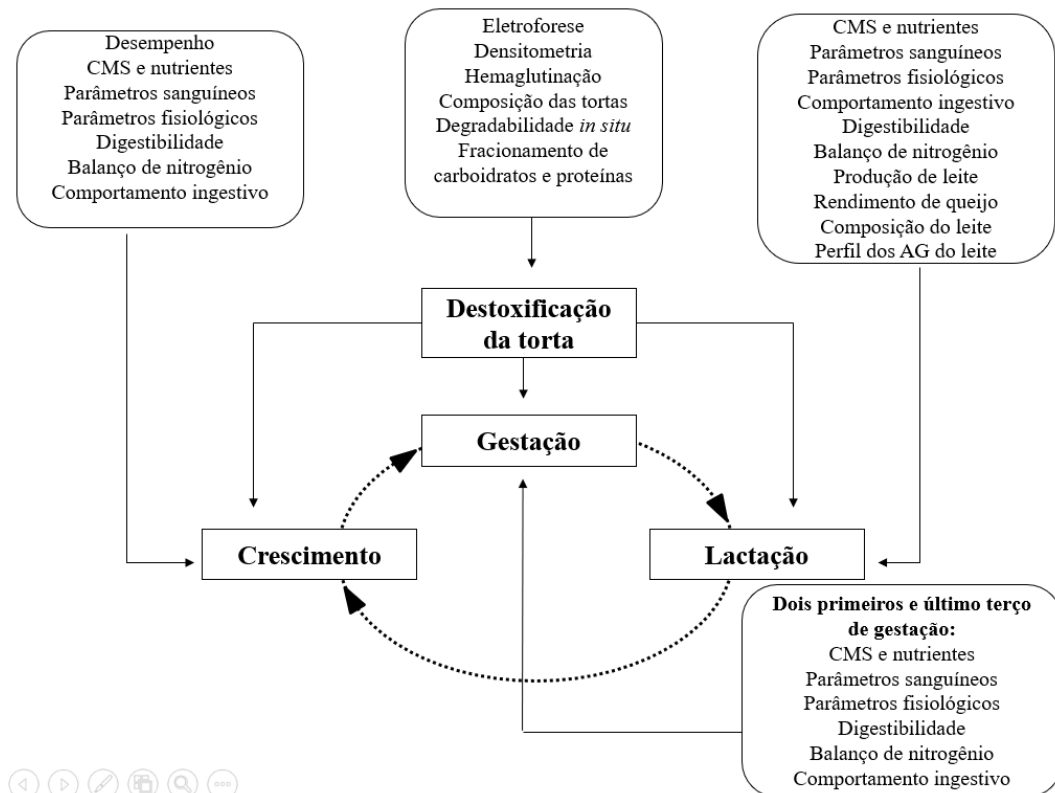 Desempenho
CMS e nutrientes
Parâmetros sanguíneos
Parâmetros fisiológicos
Digestibilidade
Balanço de nitrogênio
Comportamento ingestivo
Eletroforese
Densitometria
Hemaglutinação
Composição das tortas
Degradabilidade in situ
Fracionamento de
carboidratos e proteínas
CMS e nutrientes
Parâmetros sanguíneos
Parâmetros fisiológicos
Comportamento ingestivo
Digestibilidade
Balanço de nitrogênio
Produção de leite
Rendimento de queijo
Composição do leite
Perfil dos AG do leite
Destoxificação
da torta
Gestação
Crescimento
Lactação
Dois primeiros e último terço
de gestação:
CMS e nutrientes
Parâmetros sanguíneos
Parâmetros fisiológicos
Digestibilidade
Balanço de nitrogênio
Comportamento ingestivo